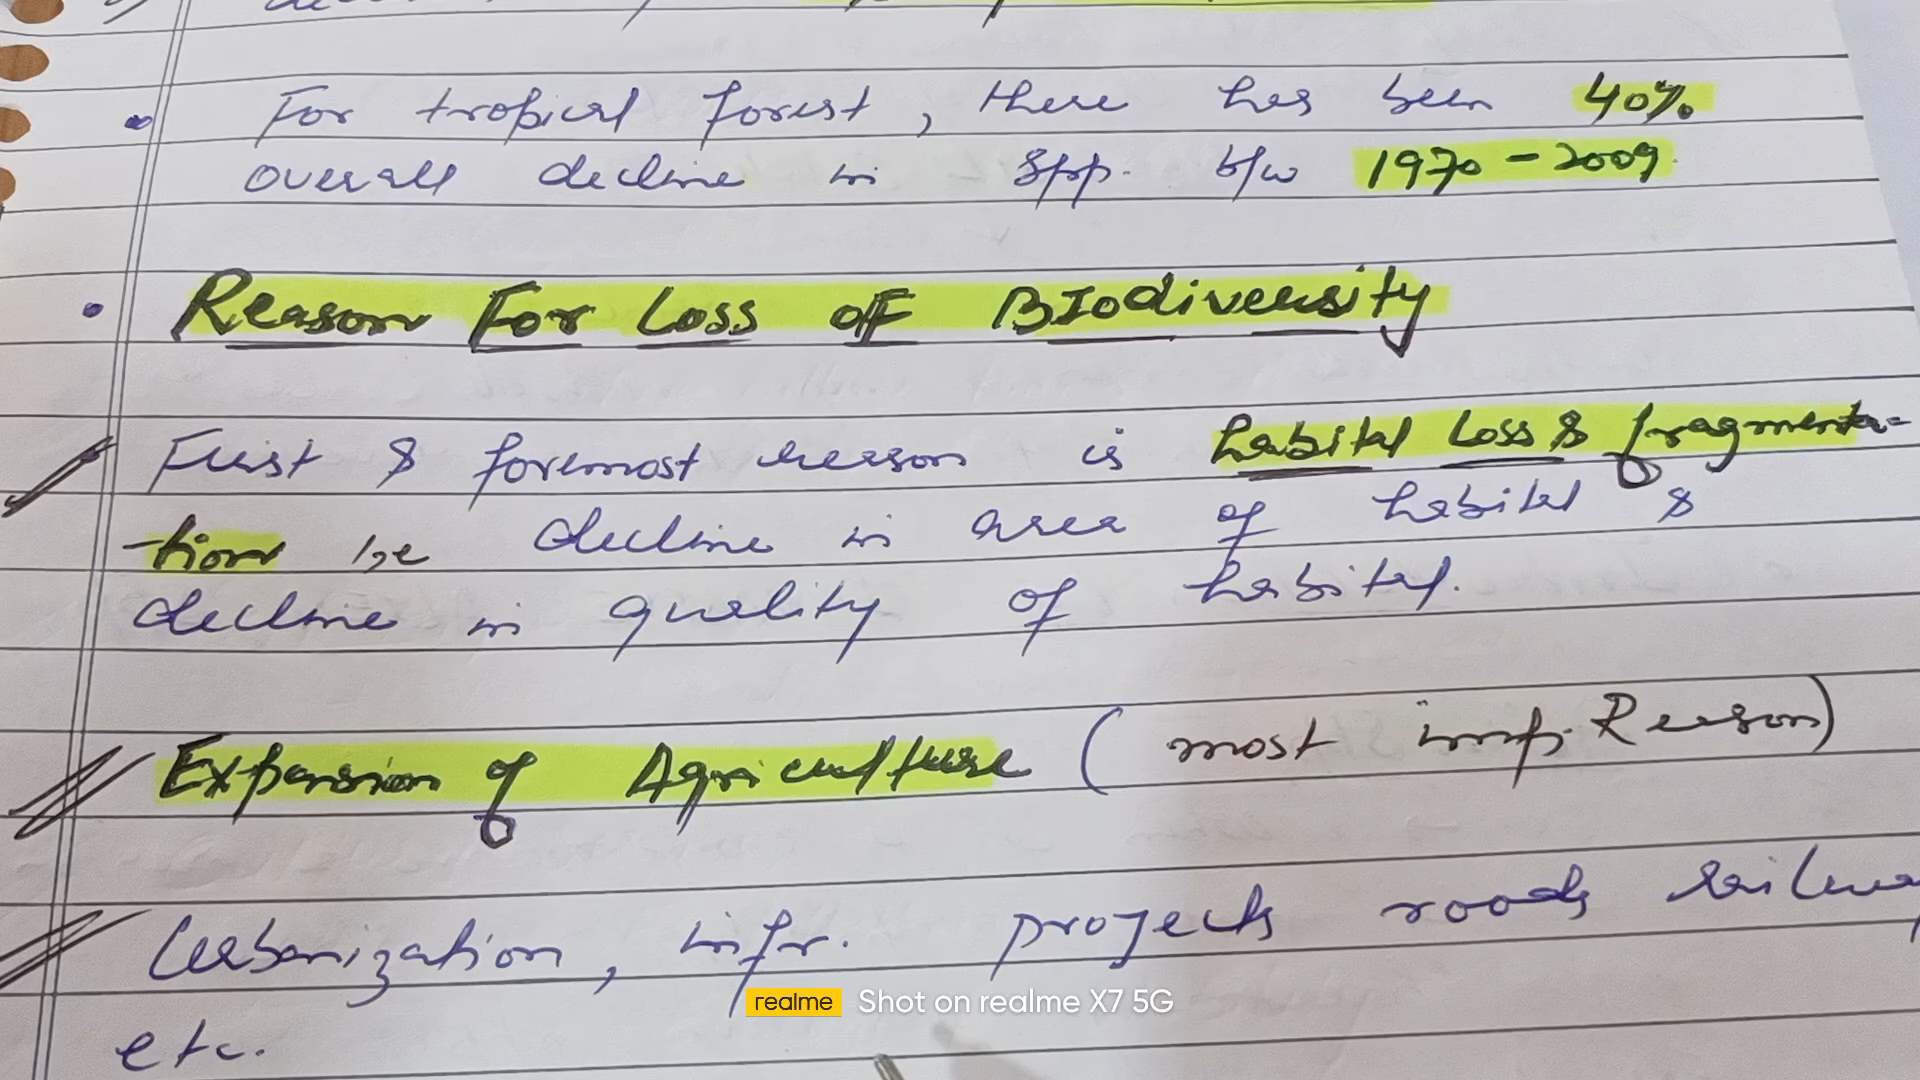 For tropical forest, there has been 40%
overall decline in spp. b/w 1970-2009.
Reason For Loss of BIodiversity
First & foremost reason is habitat Loss & fragmenta-
-tion i,e decline in area of habitat &
decline in quality of habitat.
Expansion of Agriculture (most imp. Reason)
Urbanization, infr. projects roods railway
etc.
realme Shot on realme X7 5G